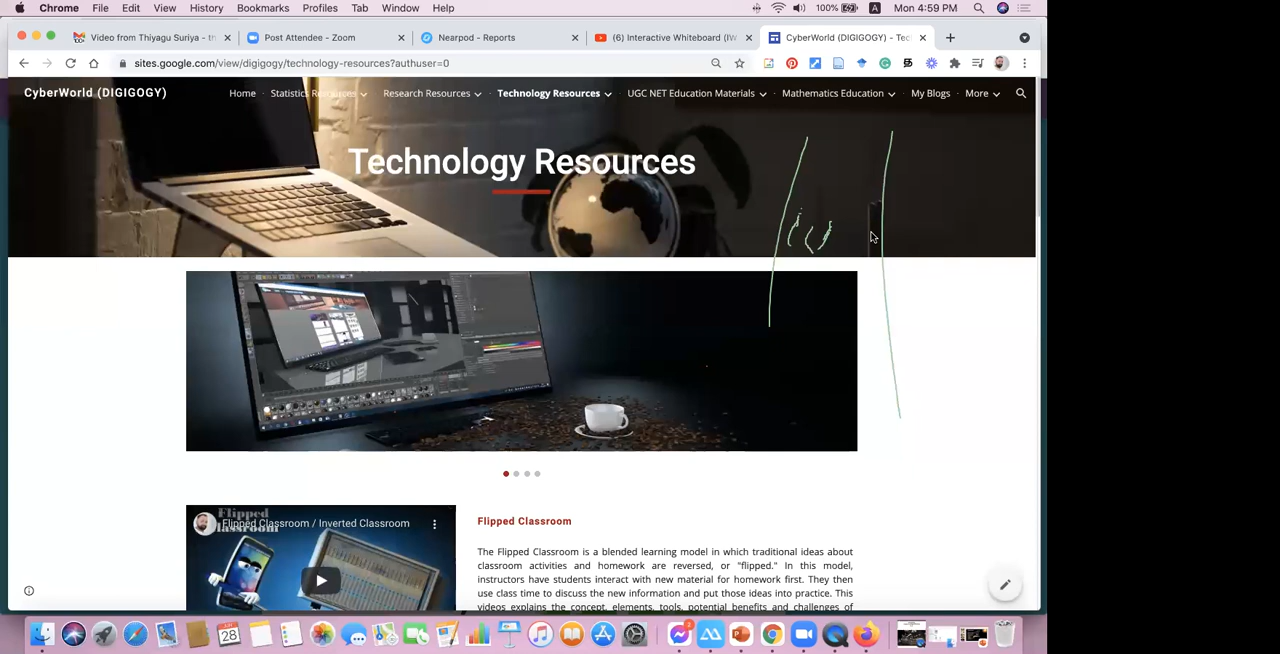 Chrome File Edit View History Bookmarks Profiles Tab Window Help 100% A Mon 4:59 PM
Video from Thiyagu Suriya - th Post Attendee - Zoom Nearpod - Reports (6) Interactive Whiteboard (IW CyberWorld (DIGIGOGY) - Tec
sites.google.com/view/digigogy/technology-resources?authuser=0
CyberWorld (DIGIGOGY) Home Statistics Resources Research Resources Technology Resources UGC NET Education Materials Mathematics Education My Blogs More
Technology Resources
Flipped Classroom / Inverted Classroom
Flipped Classroom
The Flipped Classroom is a blended learning model in which traditional ideas about
classroom activities and homework are reversed, or "flipped." In this model,
instructors have students interact with new material for homework first. They then
use class time to discuss the new information and put those ideas into practice. This
videos explains the concept, elements, tools, potential benefits and challenges of
28
2